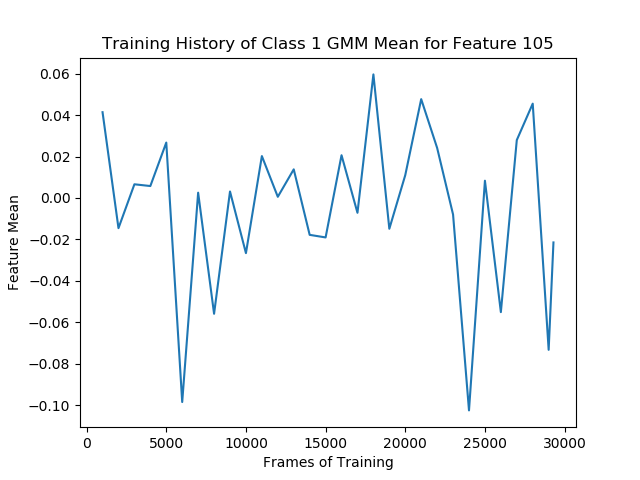 Training History of Class 1 GMM Mean for Feature 105
0.06
0.04
0.02
0.00
−0.02
−0.04
−0.06
−0.08
−0.10
Feature Mean
0 5000 10000 15000 20000 25000 30000
Frames of Training